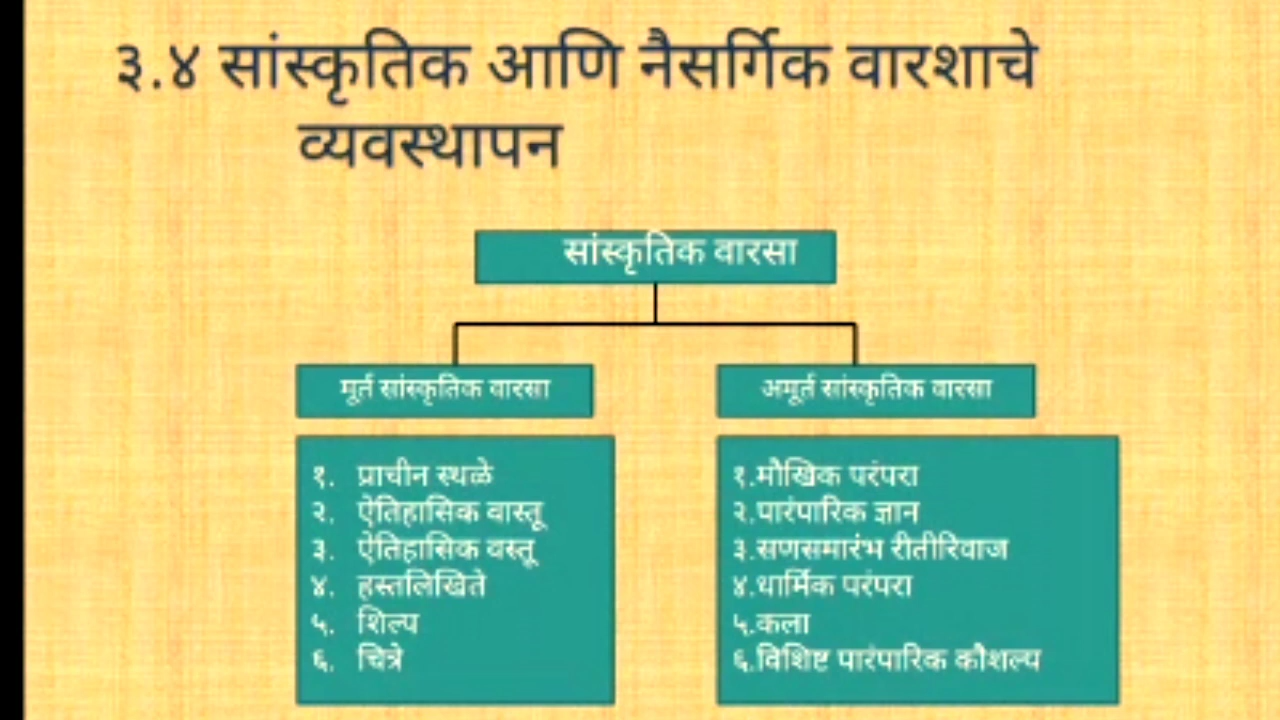 ३.४ सांस्कृतिक आणि नैसर्गिक वारशाचे
व्यवस्थापन
सांस्कृतिक वारसा
मूर्त सांस्कृतिक वारसा
१. प्राचीन स्थळे
२. ऐतिहासिक वास्तू
३. ऐतिहासिक वस्तू
४. हस्तलिखिते
५. शिल्प
६. चित्रे
अमूर्त सांस्कृतिक वारसा
१.मौखिक परंपरा
२.पारंपारिक ज्ञान
३.सणसमारंभ रीतीरिवाज
४.धार्मिक परंपरा
५.कला
६.विशिष्ट पारंपारिक कौशल्य